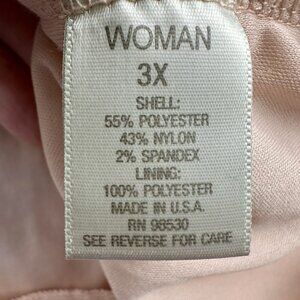 WOMAN
3X
SHELL:
55% POLYESTER
43% NYLON
2% SPANDEX
LINING:
100% POLYESTER
MADE IN U.S.A.
RN 98530
SEE REVERSE FOR CARE